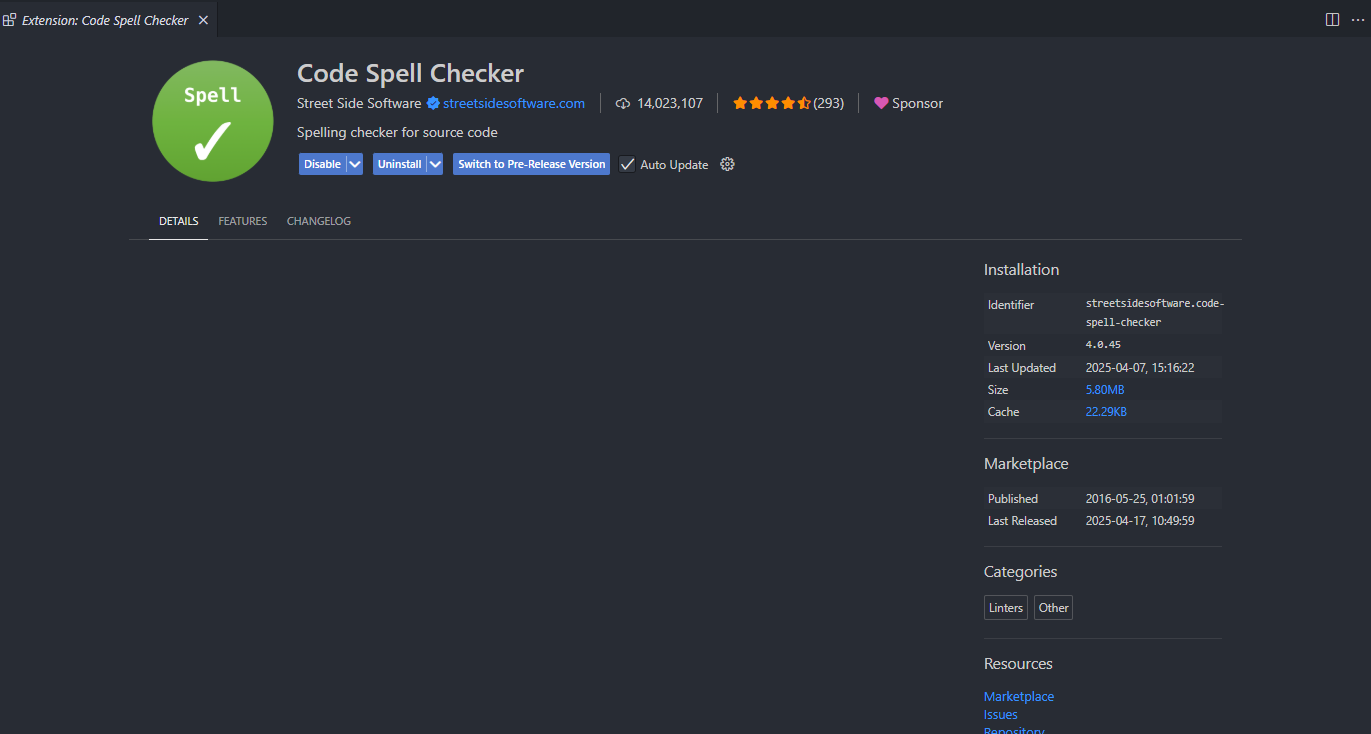 Extension: Code Spell Checker
Spell
Code Spell Checker
Street Side Software streetsidesoftware.com 14,023,107 (293) Sponsor
Spelling checker for source code
Disable Uninstall Switch to Pre-Release Version Auto Update
DETAILS FEATURES CHANGELOG
Installation
Identifier streetsidesoftware.code-
spell-checker
Version 4.0.45
Last Updated 2025-04-07, 15:16:22
Size 5.80MB
Cache 22.29KB
Marketplace
Published 2016-05-25, 01:01:59
Last Released 2025-04-17, 10:49:59
Categories
Linters Other
Resources
Marketplace
Issues
Repository